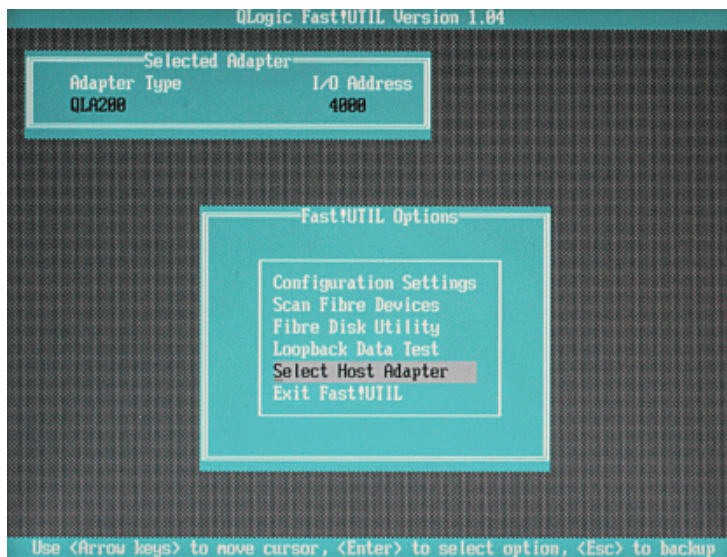 QLogic Fast!UTIL Version 1.04
Selected Adapter
Adapter Type I/O Address
QLA200 4000
Fast!UTIL Options
Configuration Settings
Scan Fibre Devices
Fibre Disk Utility
Loopback Data Test
Select Host Adapter
Exit Fast!UTIL
Use <Arrow keys> to move cursor, <Enter> to select option, <Esc> to backup